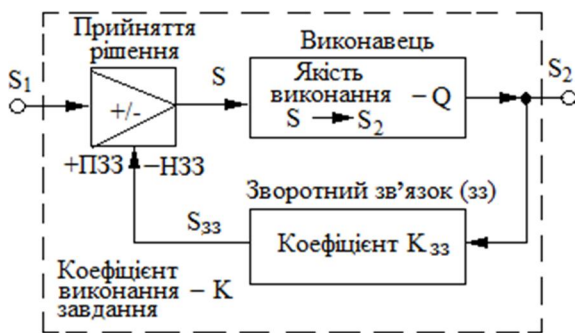 Прийняття
рішення
Виконавець
S₁
+/-
S
Якість
виконання – Q
S → S₂
S₂
+ПЗЗ –НЗЗ
Зворотний зв'язок (зз)
Sзз
Коефіцієнт Kзз
Коефіцієнт
виконання – K
завдання